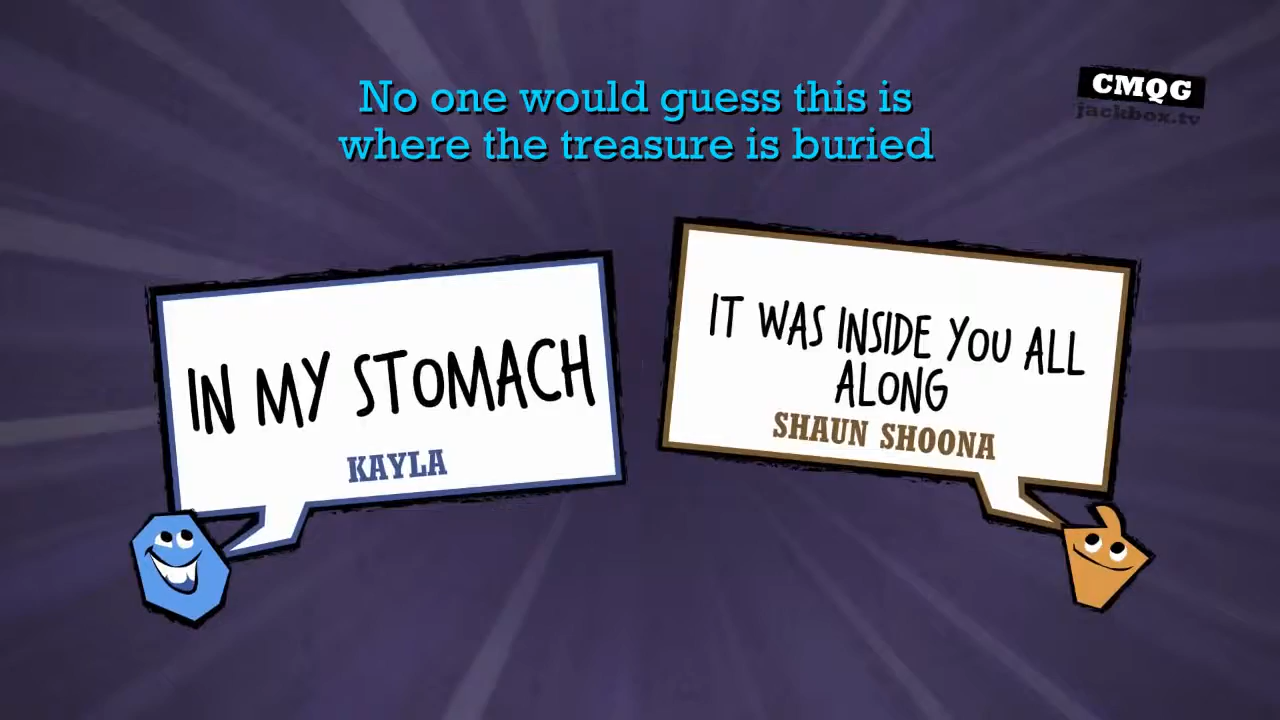 No one would guess this is
where the treasure is buried
CMQG
jackbox.tv
IN MY STOMACH
KAYLA
IT WAS INSIDE YOU ALL
ALONG
SHAUN SHOONA